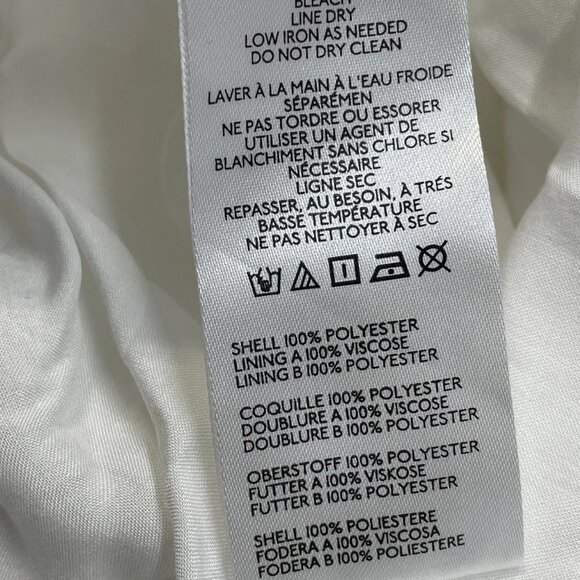 BLEACH
LINE DRY
LOW IRON AS NEEDED
DO NOT DRY CLEAN
LAVER À LA MAIN À L'EAU FROIDE
SÉPARÉMEN
NE PAS TORDRE OU ESSORER
UTILISER UN AGENT DE
BLANCHIMENT SANS CHLORE SI
NÉCESSAIRE
LIGNE SEC
REPASSER, AU BESOIN, À TRÉS
BASSE TEMPÉRATURE
NE PAS NETTOYER À SEC
SHELL 100% POLYESTER
LINING A 100% VISCOSE
LINING B 100% POLYESTER
COQUILLE 100% POLYESTER
DOUBLURE A 100% VISCOSE
DOUBLURE B 100% POLYESTER
OBERSTOFF 100% POLYESTER
FUTTER A 100% VISKOSE
FUTTER B 100% POLYESTER
SHELL 100% POLIESTERE
FODERA A 100% VISCOSA
FODERA B 100% POLIESTERE